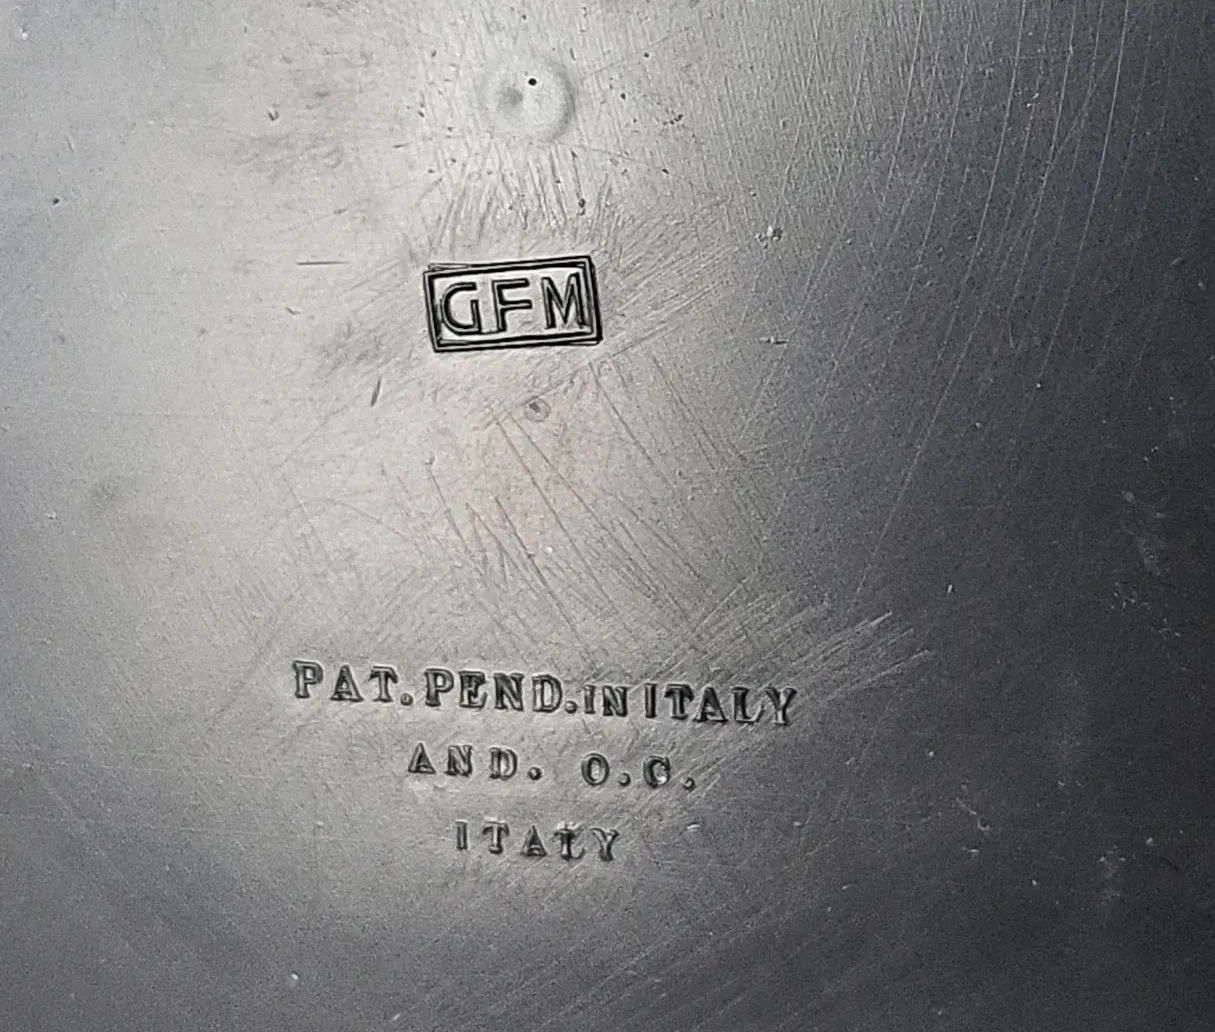 GFM
PAT.PEND.IN ITALY
AND. O.C.
ITALY